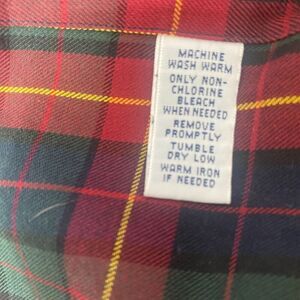 MACHINE
WASH WARM
ONLY NON-
CHLORINE
BLEACH
WHEN NEEDED
REMOVE
PROMPTLY
TUMBLE
DRY LOW
WARM IRON
IF NEEDED